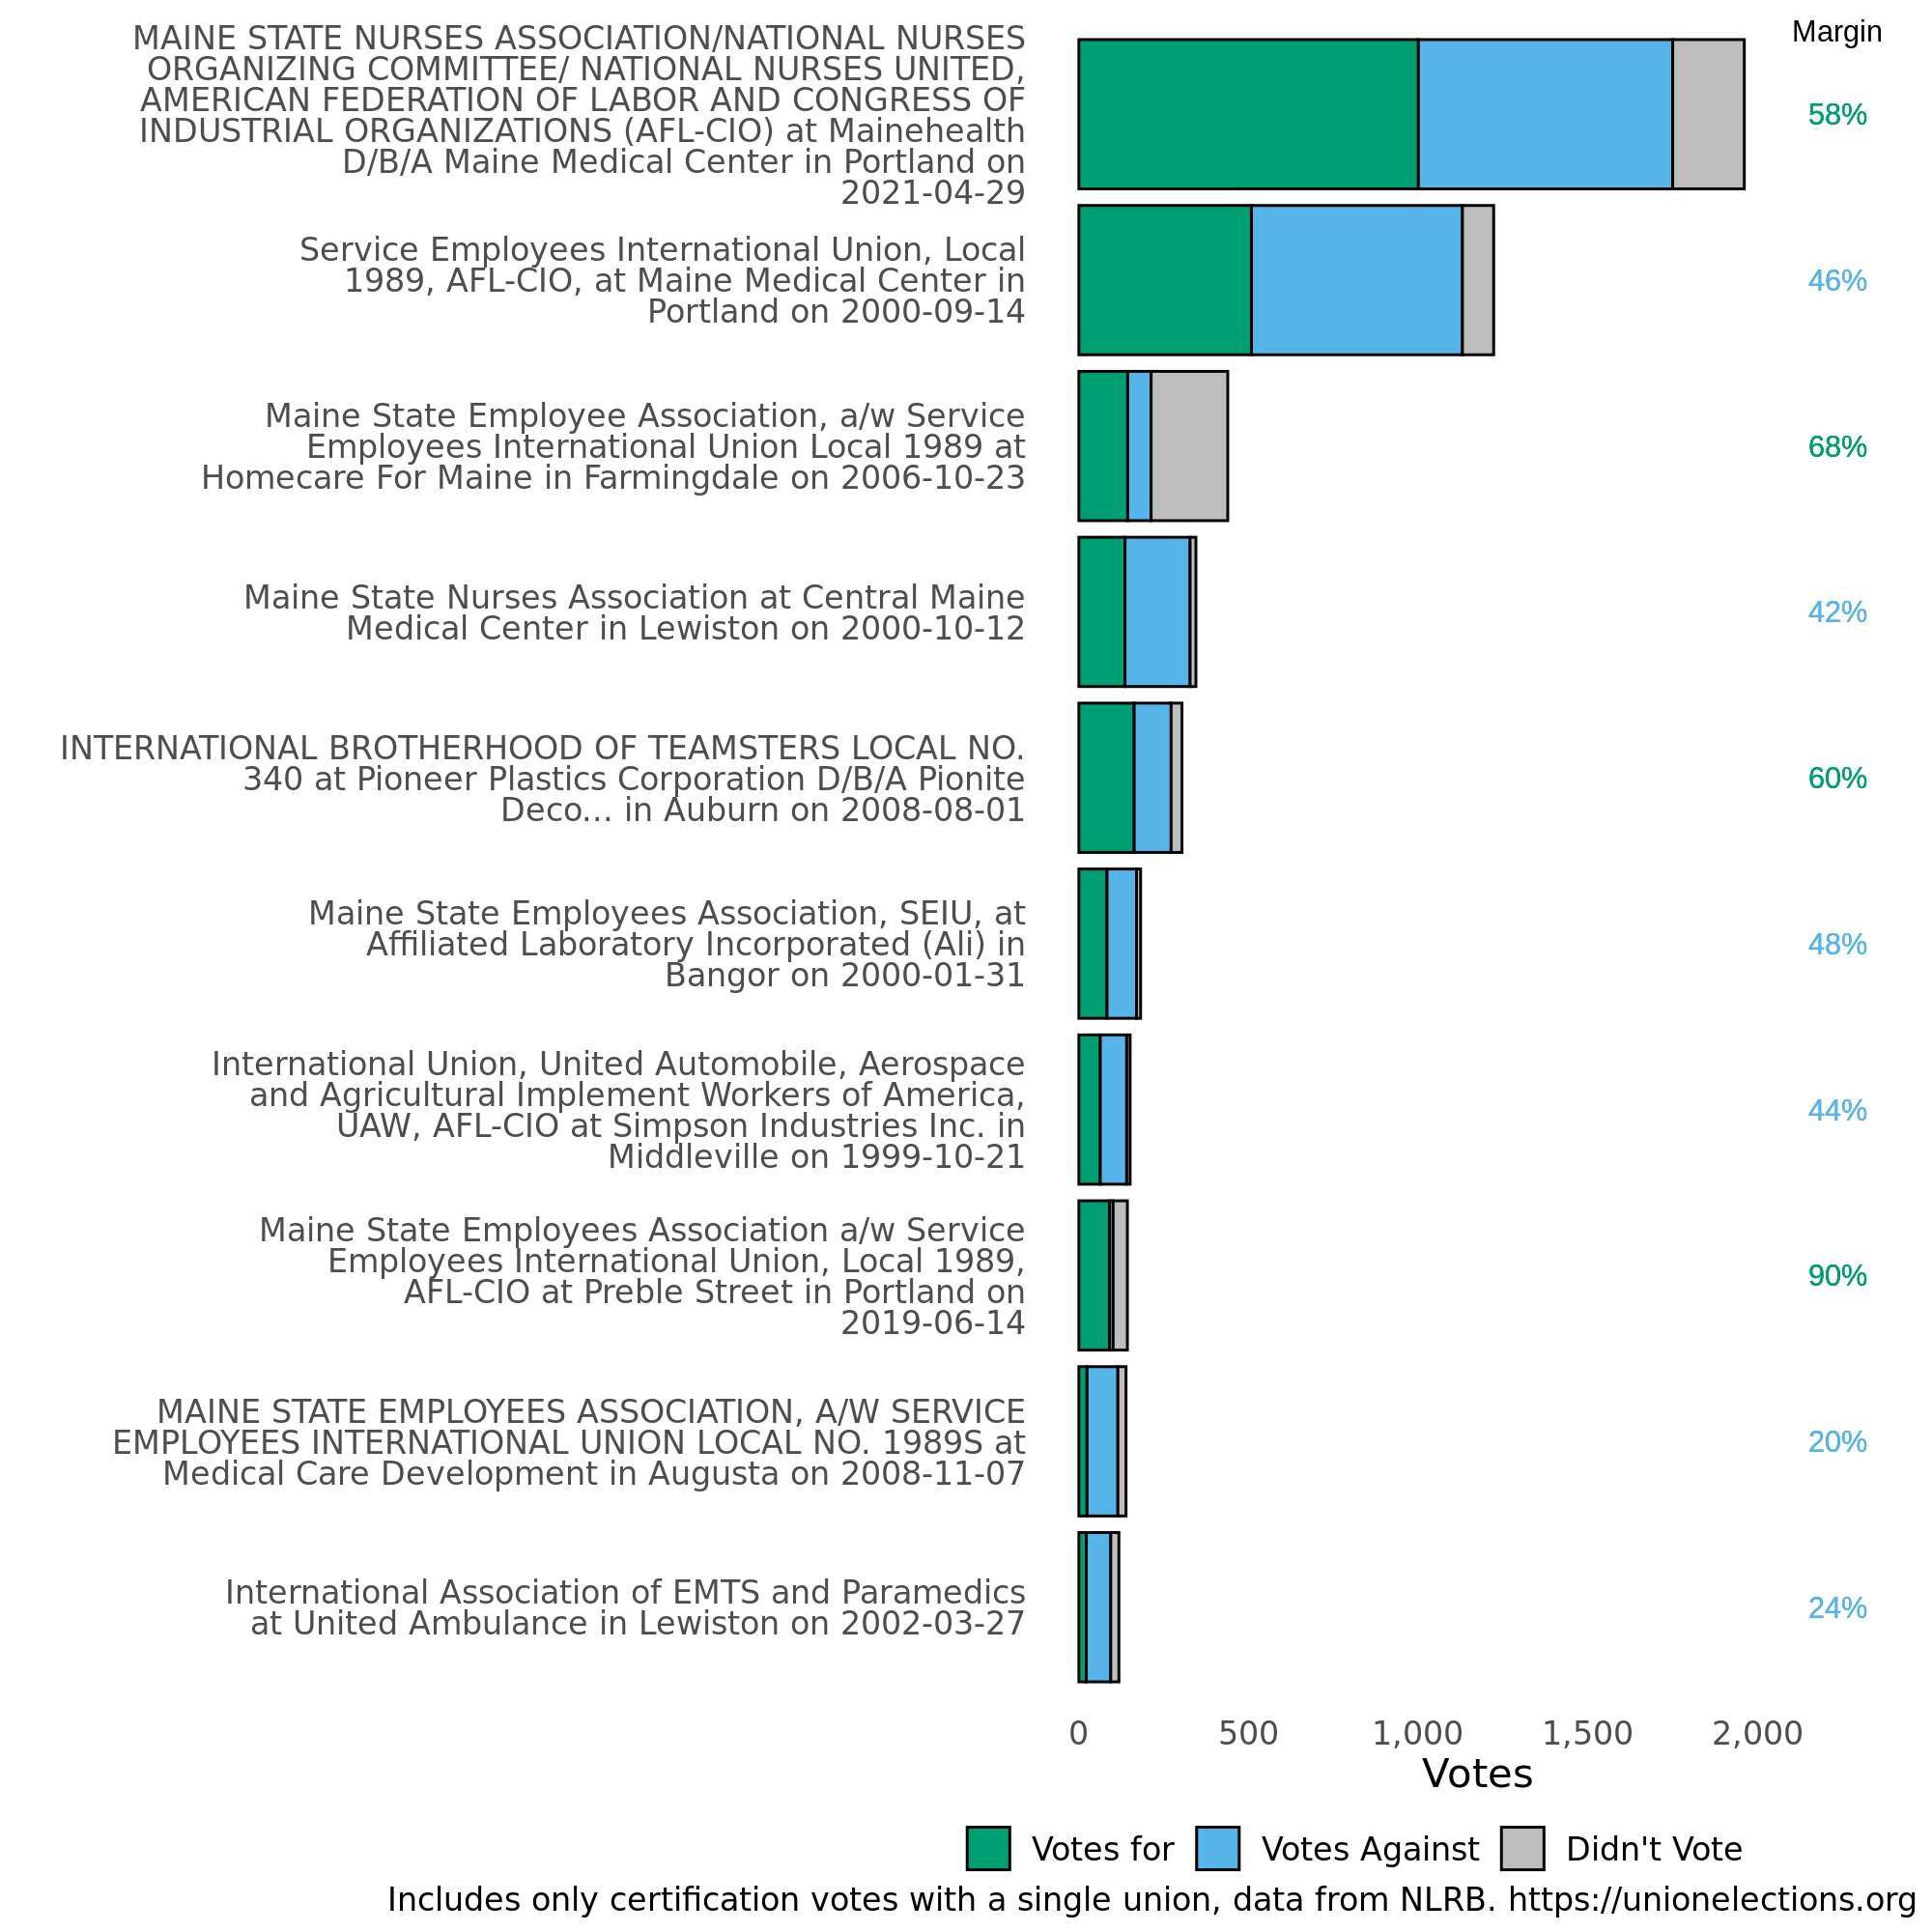 Margin
MAINE STATE NURSES ASSOCIATION/NATIONAL NURSES
ORGANIZING COMMITTEE/ NATIONAL NURSES UNITED,
AMERICAN FEDERATION OF LABOR AND CONGRESS OF
INDUSTRIAL ORGANIZATIONS (AFL-CIO) at Mainehealth
D/B/A Maine Medical Center in Portland on
2021-04-29
58%
Service Employees International Union, Local
1989, AFL-CIO, at Maine Medical Center in
Portland on 2000-09-14
46%
Maine State Employee Association, a/w Service
Employees International Union Local 1989 at
Homecare For Maine in Farmingdale on 2006-10-23
68%
Maine State Nurses Association at Central Maine
Medical Center in Lewiston on 2000-10-12
42%
INTERNATIONAL BROTHERHOOD OF TEAMSTERS LOCAL NO.
340 at Pioneer Plastics Corporation D/B/A Pionite
Deco... in Auburn on 2008-08-01
60%
Maine State Employees Association, SEIU, at
Affiliated Laboratory Incorporated (Ali) in
Bangor on 2000-01-31
48%
International Union, United Automobile, Aerospace
and Agricultural Implement Workers of America,
UAW, AFL-CIO at Simpson Industries Inc. in
Middleville on 1999-10-21
44%
Maine State Employees Association a/w Service
Employees International Union, Local 1989,
AFL-CIO at Preble Street in Portland on
2019-06-14
90%
MAINE STATE EMPLOYEES ASSOCIATION, A/W SERVICE
EMPLOYEES INTERNATIONAL UNION LOCAL NO. 1989S at
Medical Care Development in Augusta on 2008-11-07
20%
International Association of EMTS and Paramedics
at United Ambulance in Lewiston on 2002-03-27
24%
0 500 1,000 1,500 2,000
Votes
Votes for Votes Against Didn't Vote
Includes only certification votes with a single union, data from NLRB. https://unionelections.org